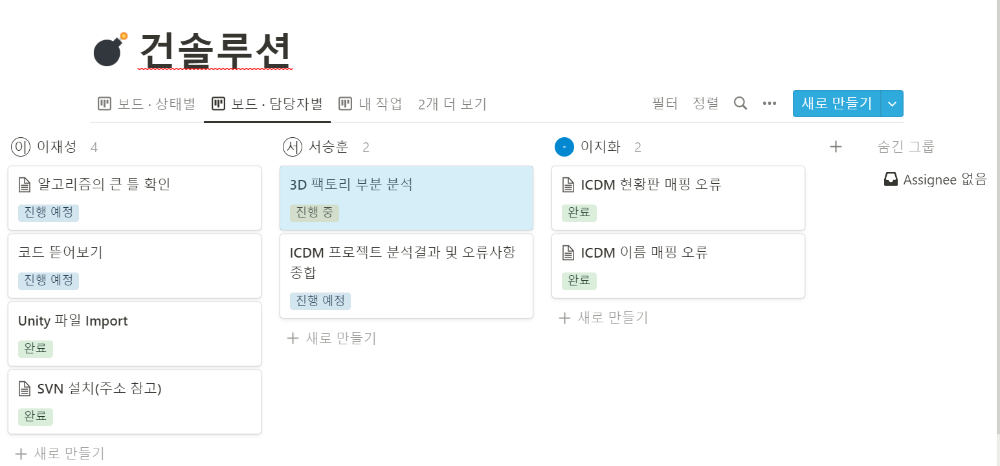 건솔루션
보드 · 상태별
보드 · 담당자별
내 작업
2개 더 보기
필터
정렬
새로 만들기
이 이재성 4
알고리즘의 큰 틀 확인
진행 예정
코드 뜯어보기
진행 예정
Unity 파일 Import
완료
SVN 설치(주소 참고)
완료
새로 만들기
서 서승훈 2
3D 팩토리 부분 분석
진행 중
ICDM 프로젝트 분석결과 및 오류사항
종합
진행 예정
새로 만들기
- 이지화 2
ICDM 현황판 매핑 오류
완료
ICDM 이름 매핑 오류
완료
새로 만들기
숨긴 그룹
Assignee 없음